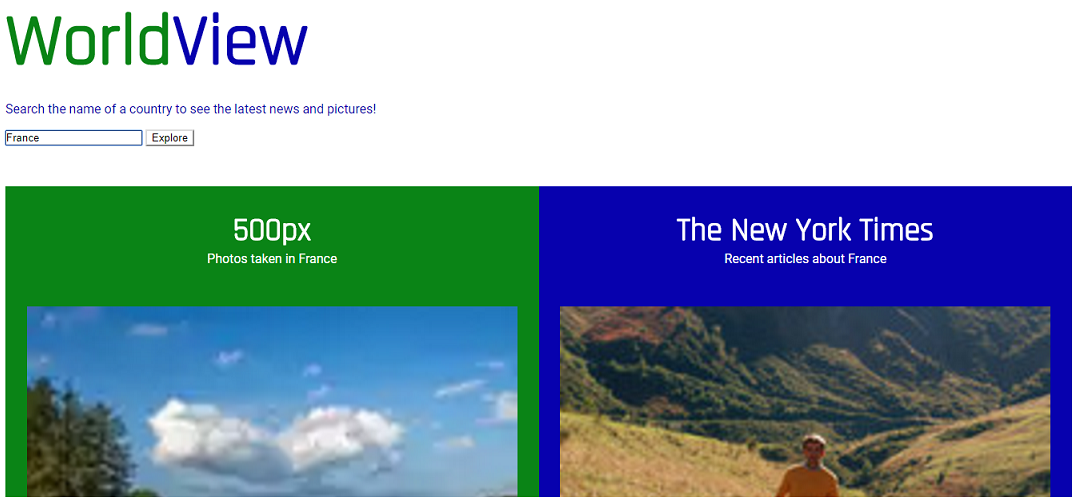 WorldView
Search the name of a country to see the latest news and pictures!
France Explore
500px
Photos taken in France
The New York Times
Recent articles about France